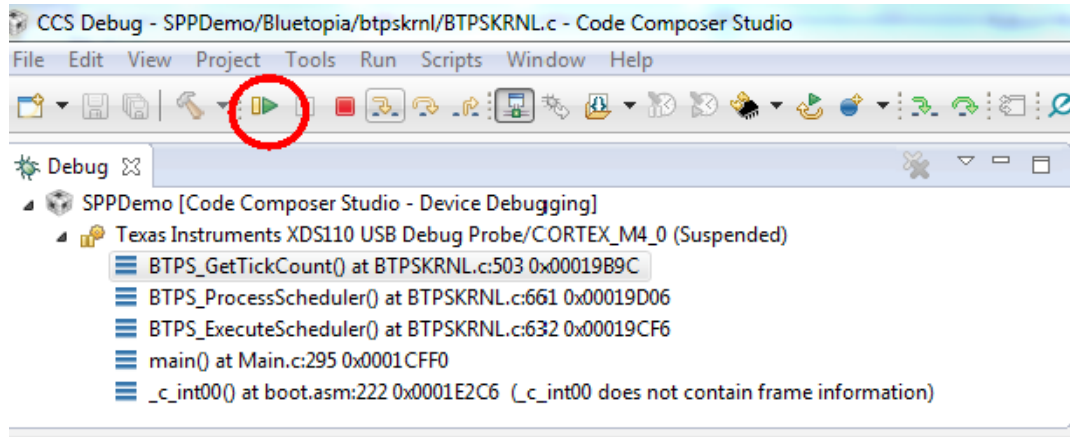 CCS Debug - SPPDemo/Bluetopia/btpskrnl/BTPSKRNL.c - Code Composer Studio
File Edit View Project Tools Run Scripts Window Help
Debug
SPPDemo [Code Composer Studio - Device Debugging]
Texas Instruments XDS110 USB Debug Probe/CORTEX_M4_0 (Suspended)
BTPS_GetTickCount() at BTPSKRNL.c:503 0x00019B9C
BTPS_ProcessScheduler() at BTPSKRNL.c:661 0x00019D06
BTPS_ExecuteScheduler() at BTPSKRNL.c:632 0x00019CF6
main() at Main.c:295 0x0001CFF0
_c_int00() at boot.asm:222 0x0001E2C6 (_c_int00 does not contain frame information)